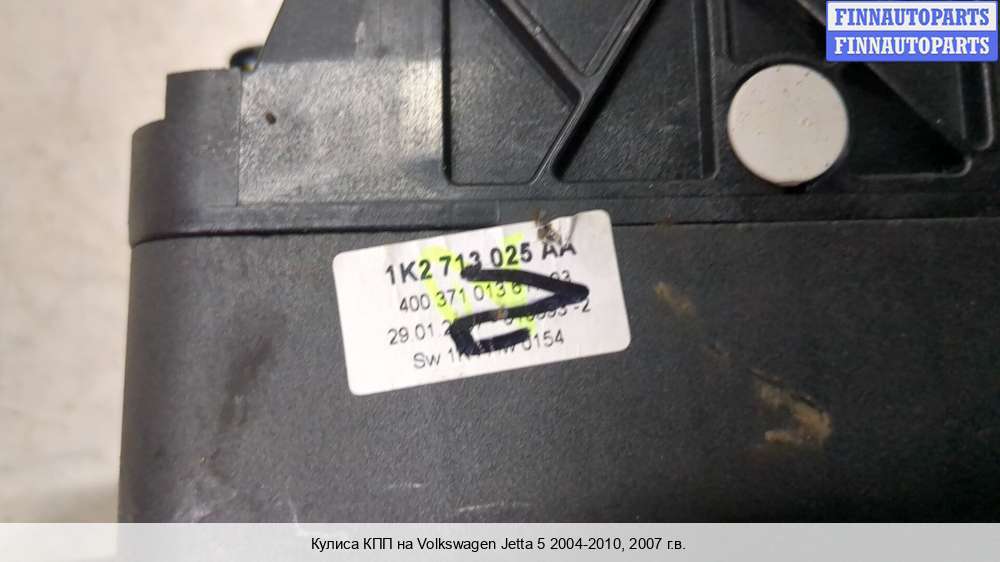 FINNAUTOPARTS
FINNAUTOPARTS
1K2 713 025 AA
400 371 013
29.01
Sw 0154
Кулиса КПП на Volkswagen Jetta 5 2004-2010, 2007 г.в.